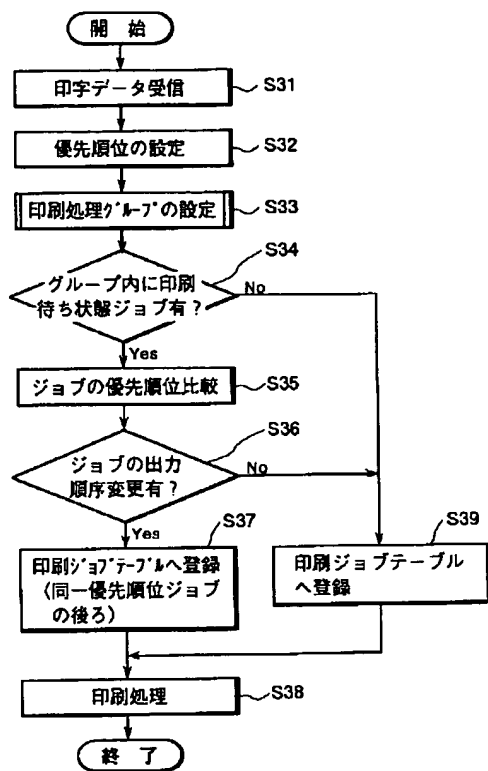 開 始
印字データ受信
S31
優先順位の設定
S32
印刷処理グループの設定
S33
S34
グループ内に印刷
待ち状態ジョブ有？
No
Yes
ジョブの優先順位比較
S35
S36
ジョブの出力
順序変更有？
No
Yes
S37
印刷ジョブテーブルへ登録
(同一優先順位ジョブ
の後ろ)
S39
印刷ジョブテーブル
へ登録
印刷処理
S38
終 了